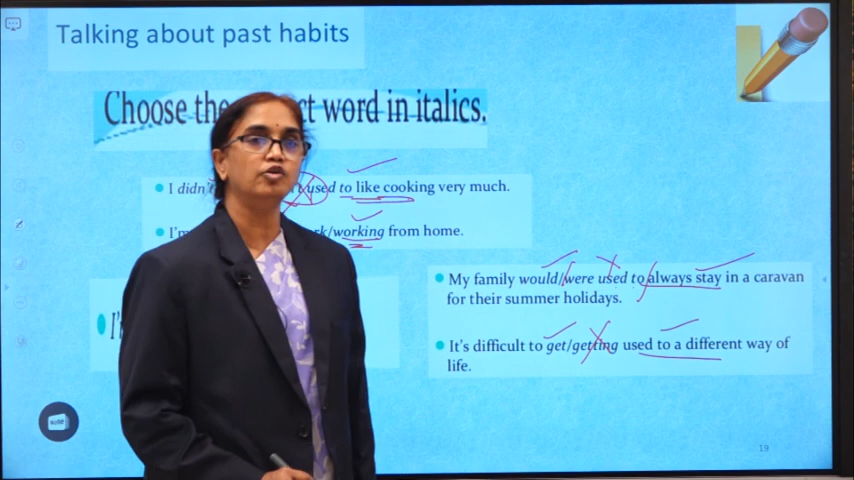 Talking about past habits
Choose the ct word in italics.
I didn't used to like cooking very much.
I'm working from home.
My family would/were used to always stay in a caravan
for their summer holidays.
It's difficult to get/getting used to a different way of
life.
19